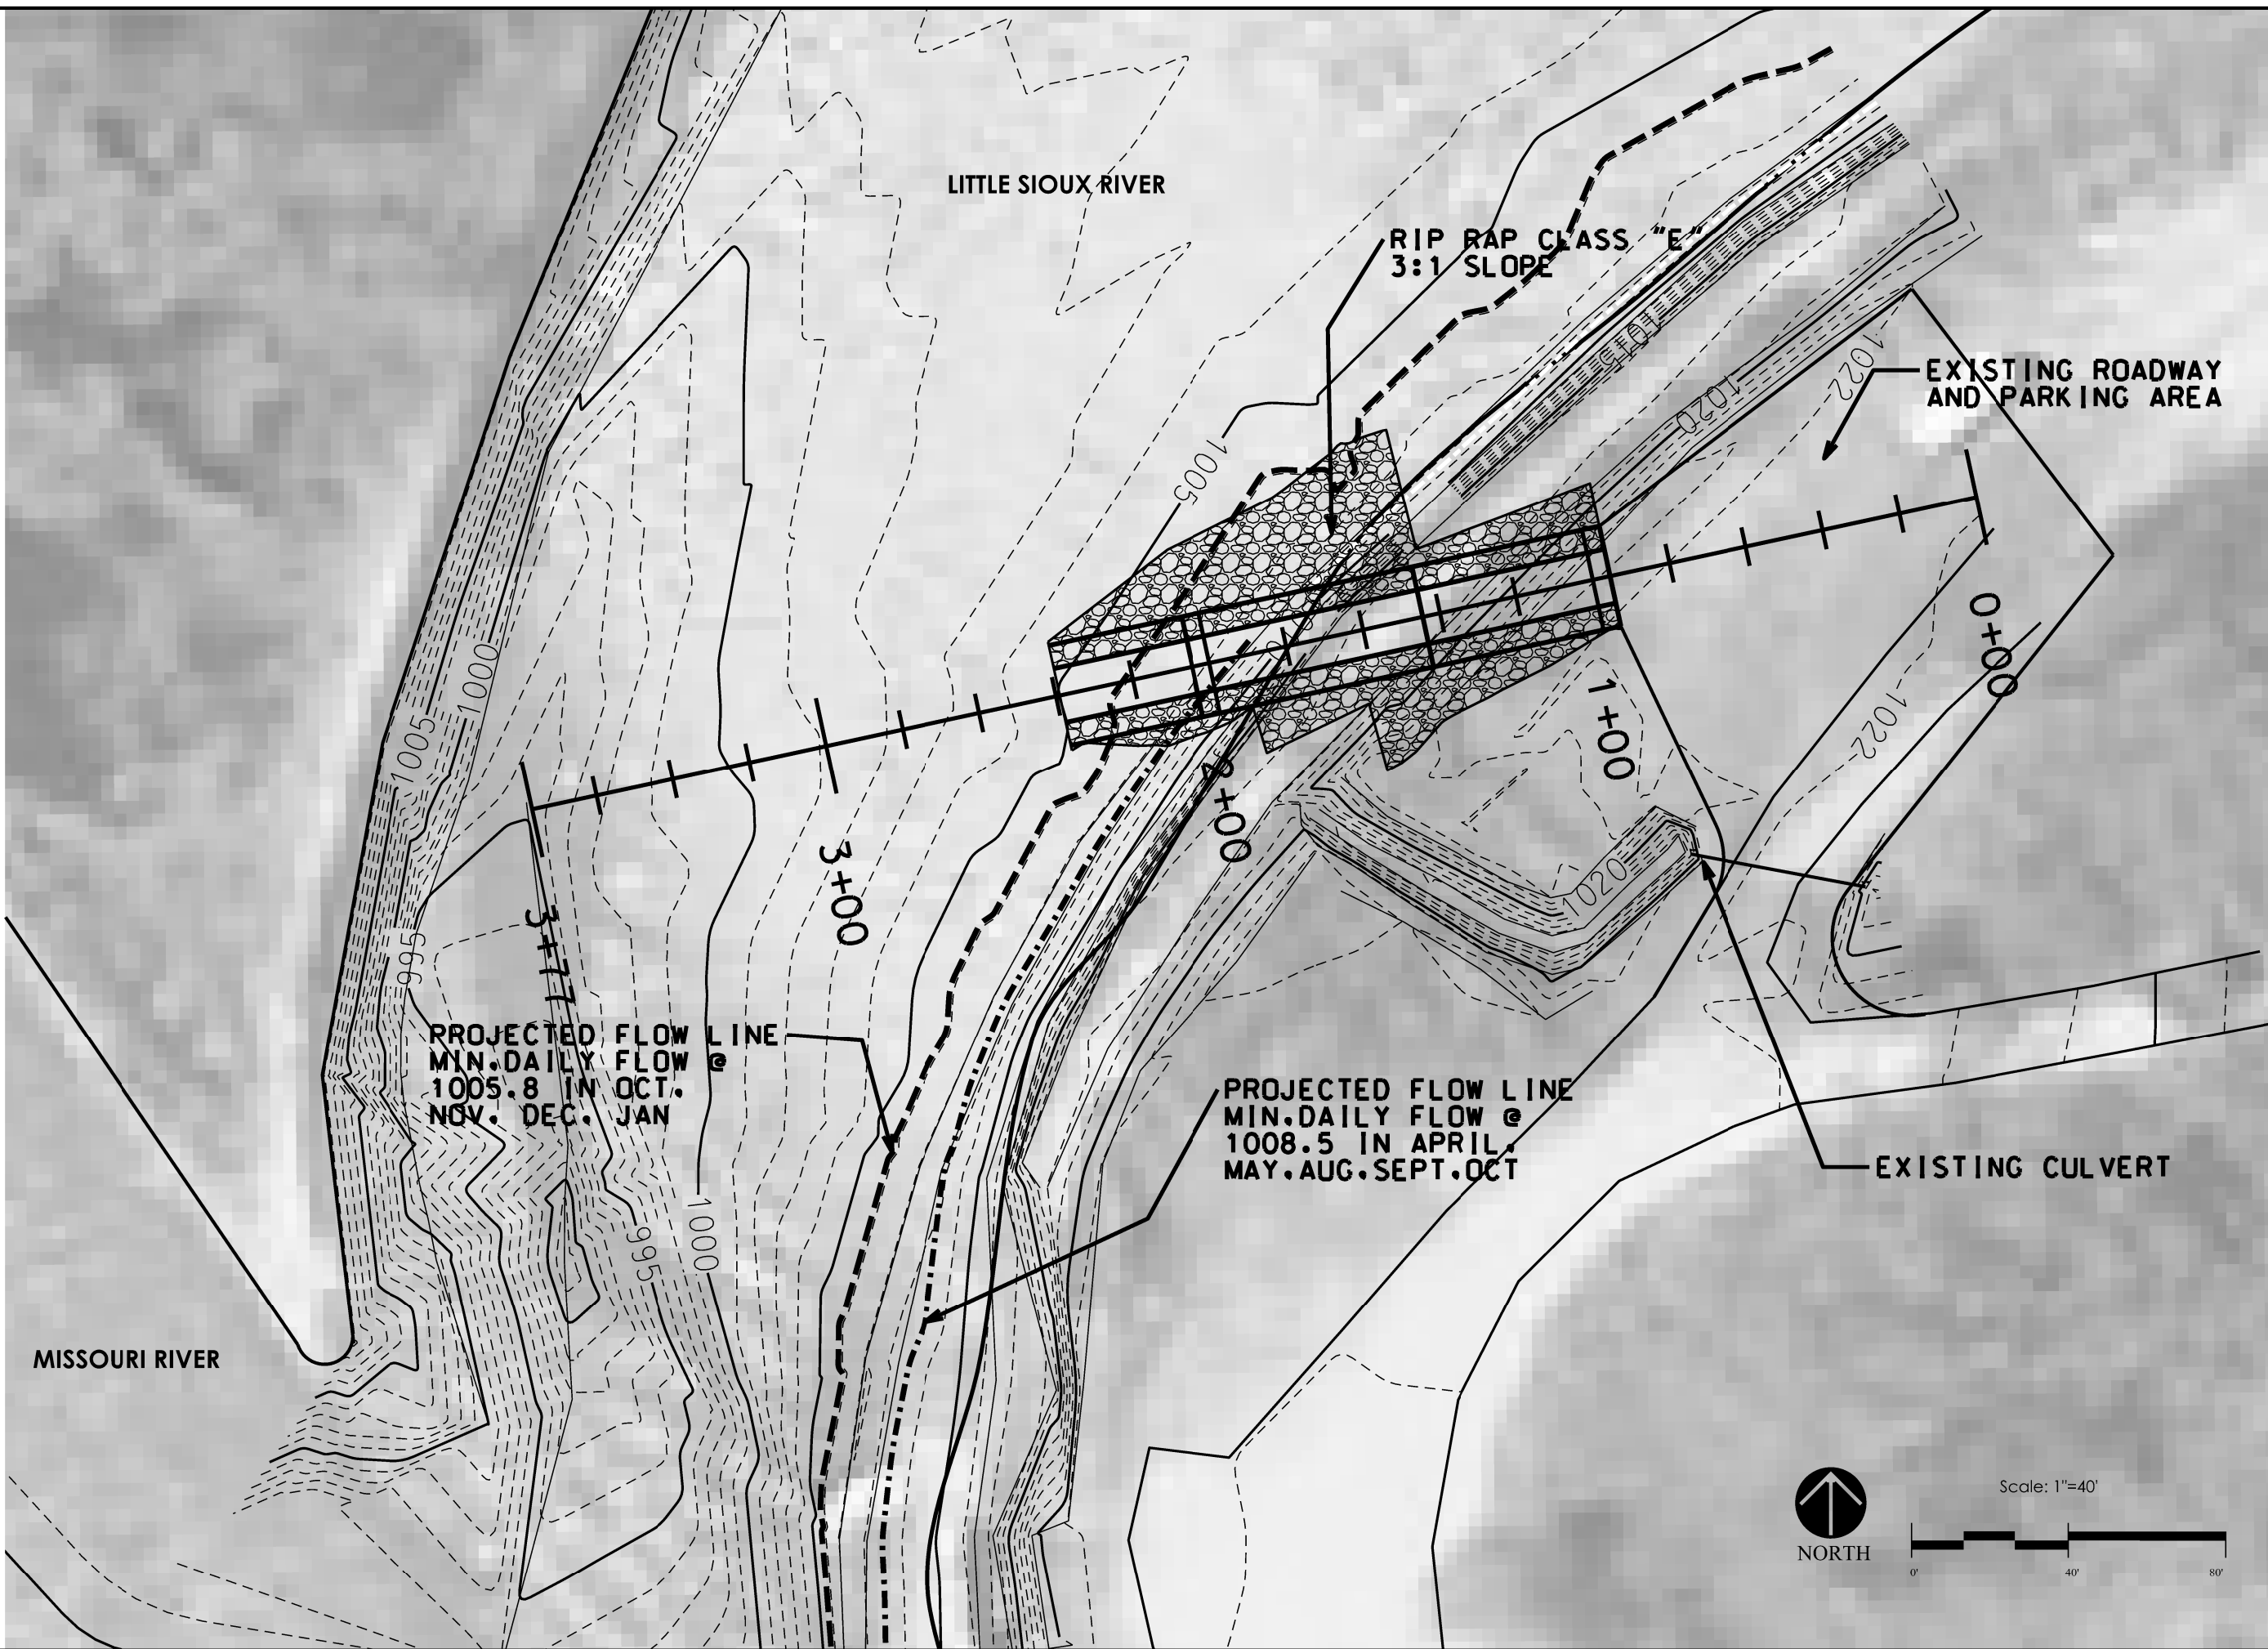 LITTLE SIOUX RIVER
RIP RAP CLASS "E"
3:1 SLOPE
1015
1020
1022
EXISTING ROADWAY
AND PARKING AREA
1005
0+00
1000
1005
1+00
1022
2+00
3+00
1020
3+77
995
PROJECTED FLOW LINE
MIN.DAILY FLOW @
1005.8 IN OCT.
NOV. DEC. JAN
PROJECTED FLOW LINE
MIN.DAILY FLOW @
1008.5 IN APRIL.
MAY.AUG.SEPT.OCT
EXISTING CULVERT
1000
995
MISSOURI RIVER
NORTH
Scale: 1"=40'
0' 40' 80'